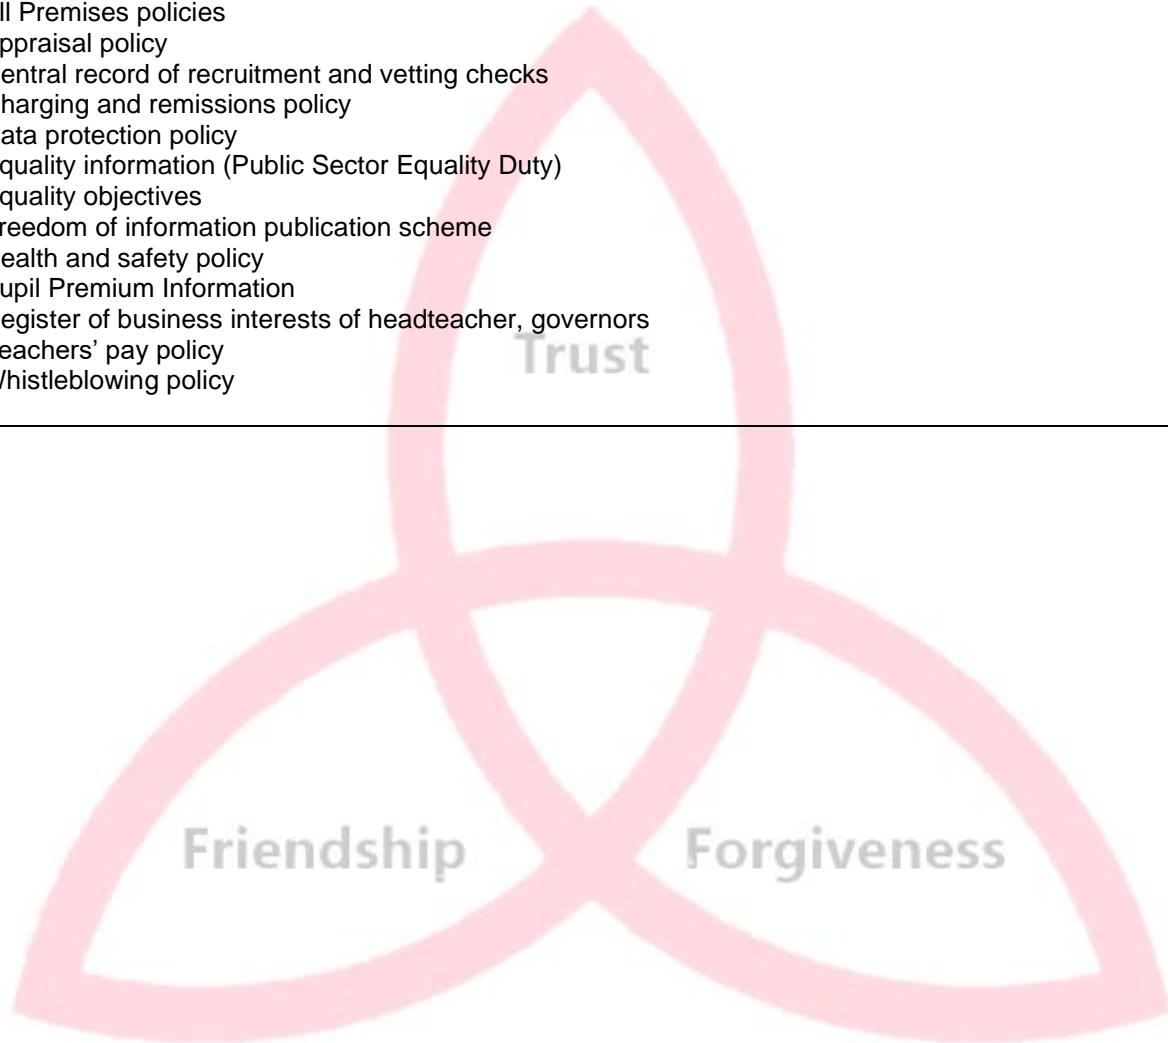 ll Premises policies
ppraisal policy
entral record of recruitment and vetting checks
harging and remissions policy
ata protection policy
quality information (Public Sector Equality Duty)
quality objectives
reedom of information publication scheme
ealth and safety policy
upil Premium Information
egister of business interests of headteacher, governors
eachers’ pay policy
histleblowing policy
Trust
Friendship
Forgiveness